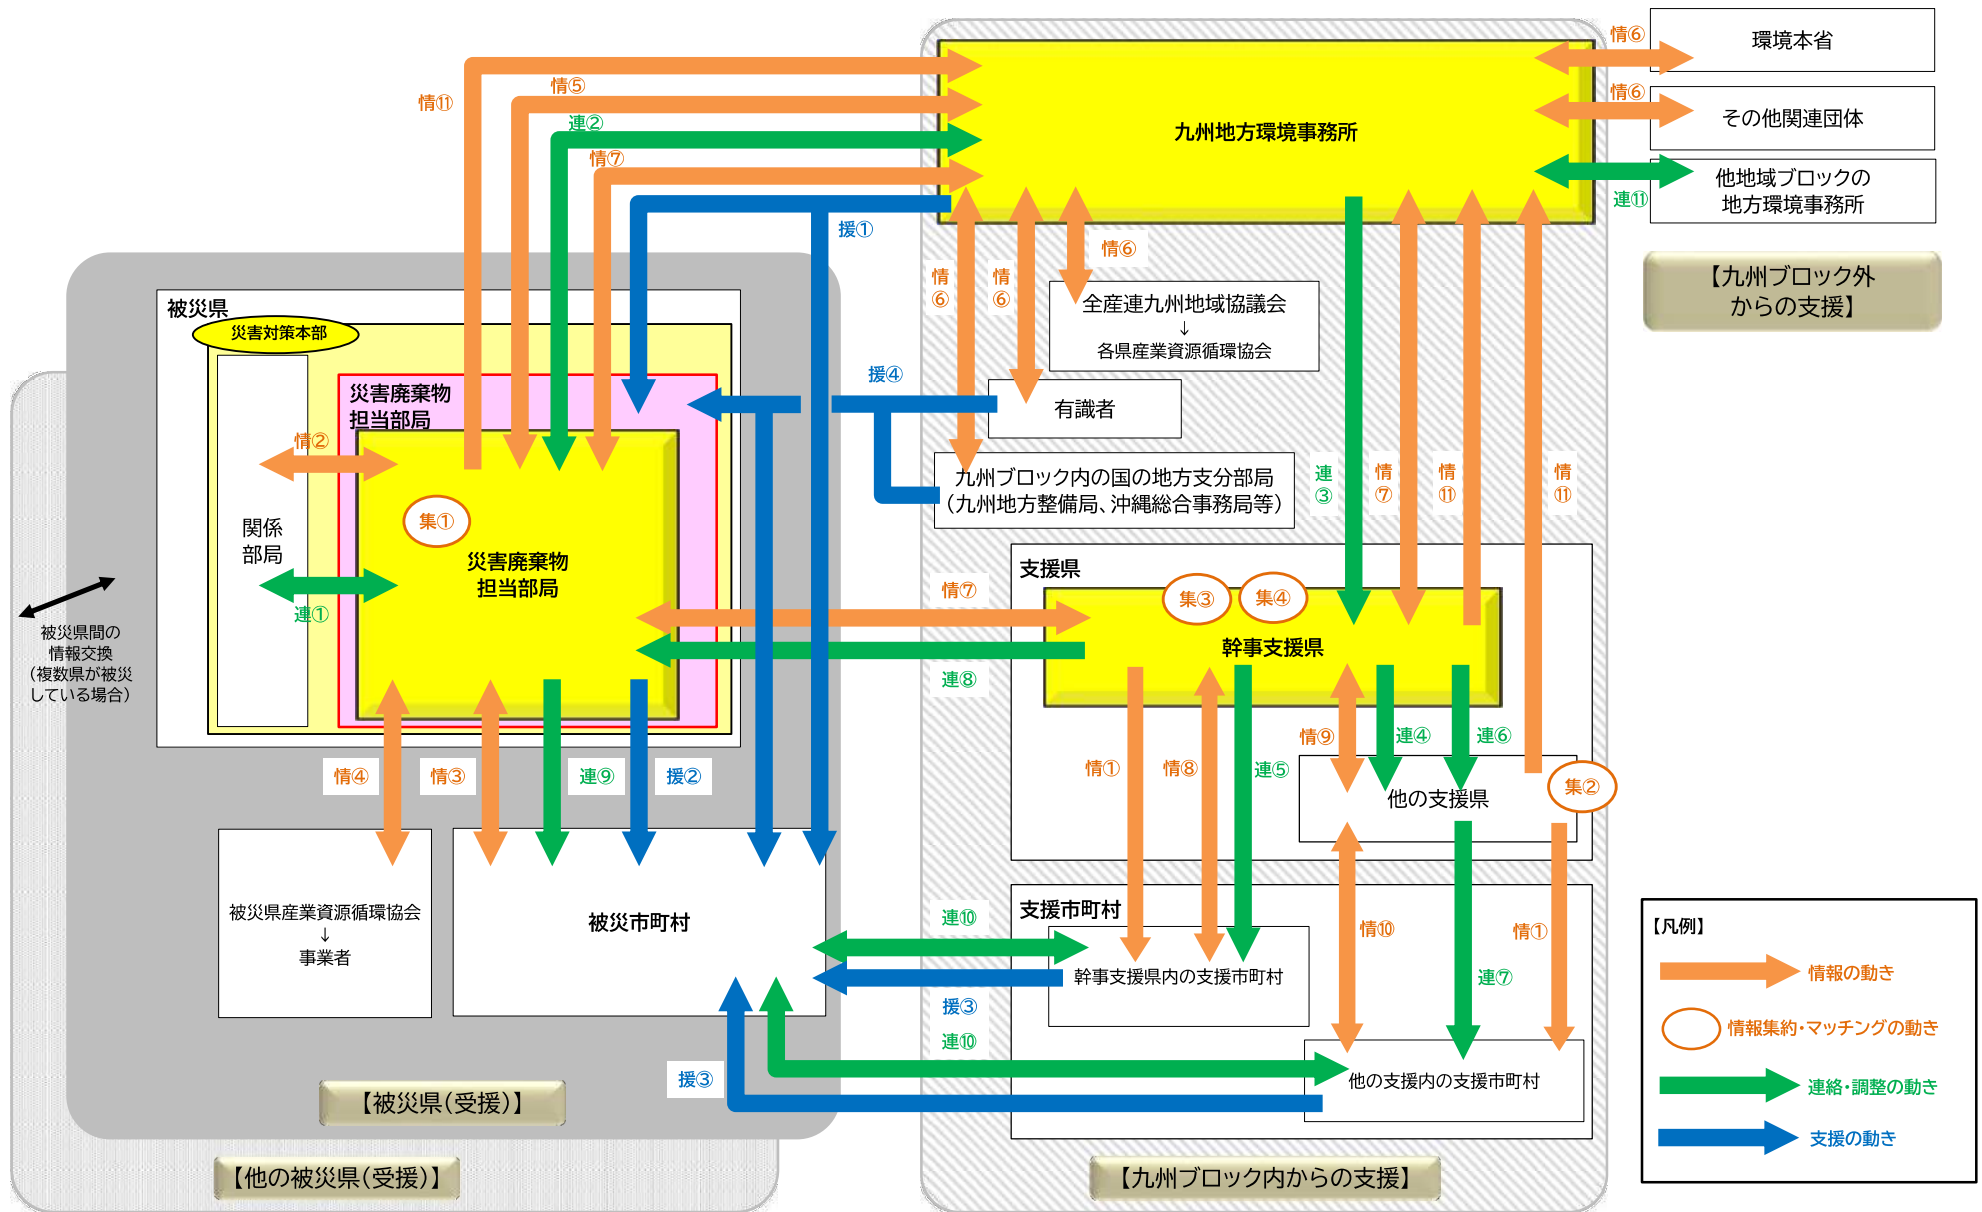 情⑥
環境本省
情⑥
その他関連団体
他地域ブロックの
地方環境事務所
連⑪
【九州ブロック外
からの支援】
九州地方環境事務所
情⑪
情⑤
連②
情⑦
援①
情
⑥
情
⑥
情⑥
全産連九州地域協議会
↓
各県産業資源循環協会
援④
有識者
九州ブロック内の国の地方支分部局
(九州地方整備局、沖縄総合事務局等)
連
③
情
⑦
情
⑪
情
⑪
被災県
災害対策本部
災害廃棄物
担当部局
情②
集①
関係
部局
災害廃棄物
担当部局
連①
被災県間の
情報交換
(複数県が被災
している場合)
情⑦
連⑧
支援県
集③
集④
幹事支援県
情④
情③
連⑨
援②
情①
情⑧
連⑤
情⑨
連④
連⑥
他の支援県
集②
被災県産業資源循環協会
↓
事業者
被災市町村
連⑩
援③
連⑩
援③
支援市町村
幹事支援県内の支援市町村
情⑩
連⑦
情①
他の支援内の支援市町村
【被災県(受援)】
【他の被災県(受援)】
【九州ブロック内からの支援】
【凡例】
情報の動き
情報集約・マッチングの動き
連絡・調整の動き
支援の動き